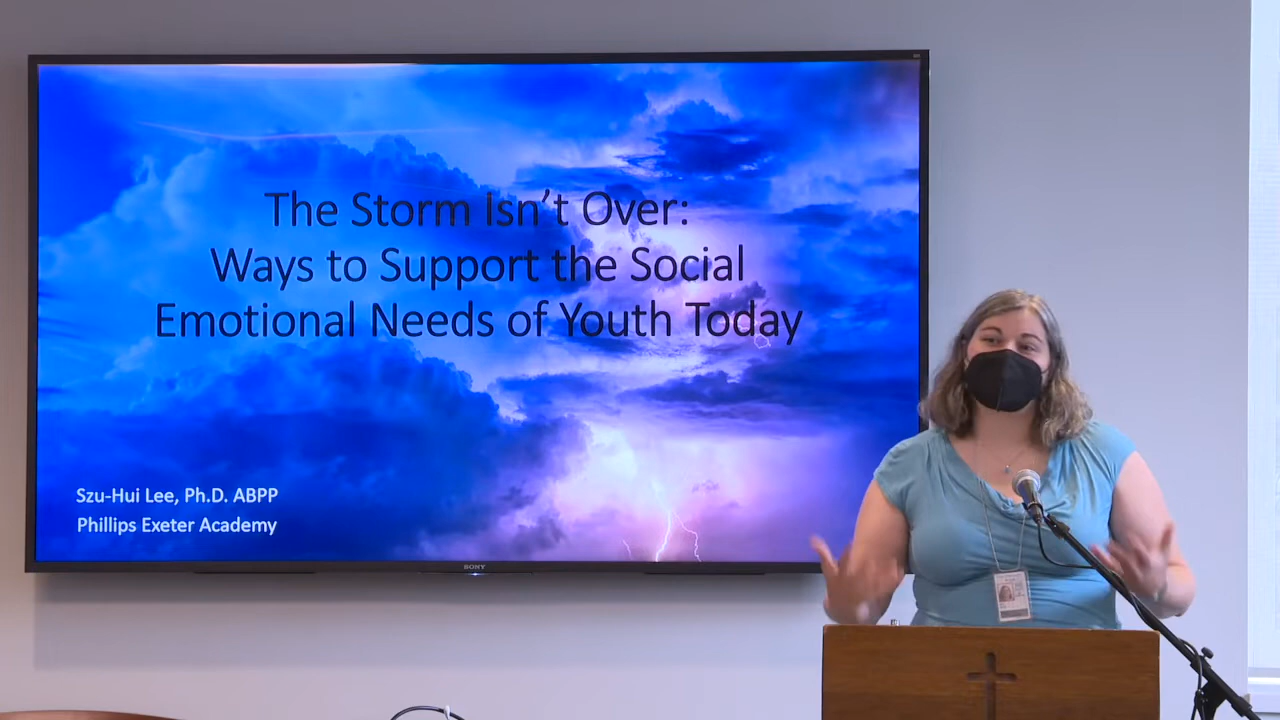 The Storm Isn't Over:
Ways to Support the Social
Emotional Needs of Youth Today
Szu-Hui Lee, Ph.D. ABPP
Phillips Exeter Academy
SONY